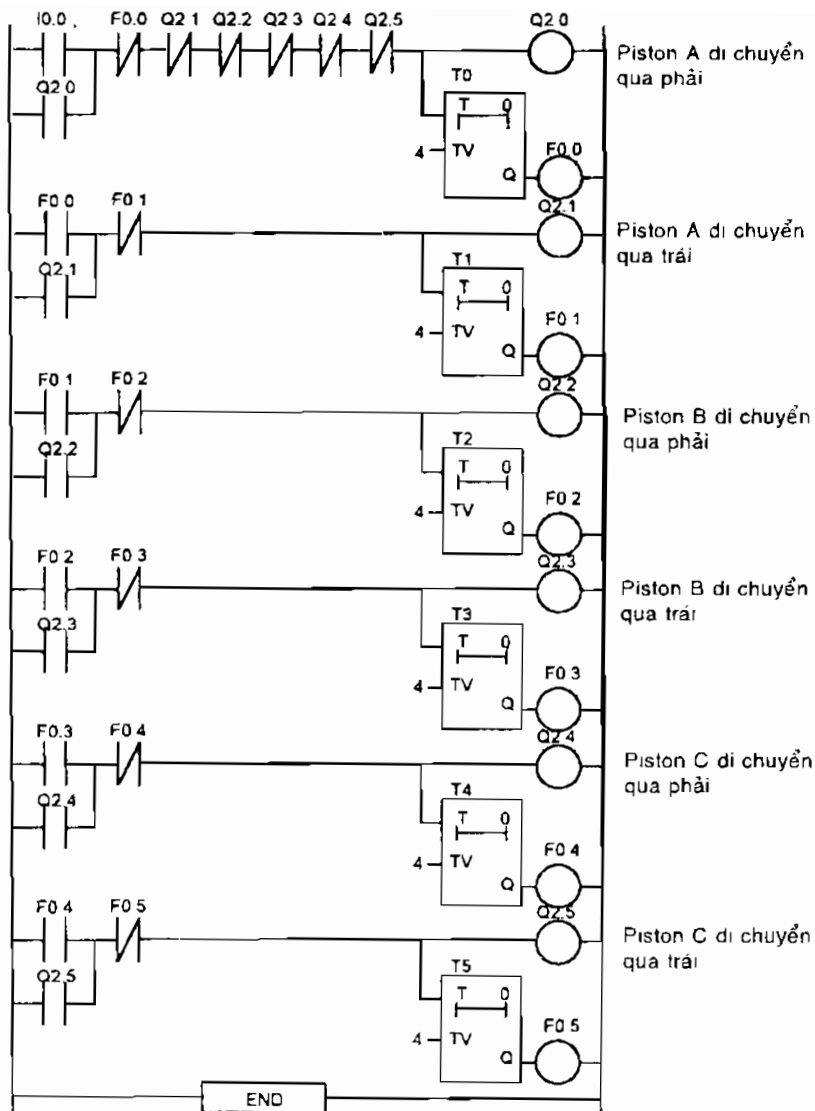 I0.0 F0.0 Q2 1 Q2.2 Q2 3 Q2 4 Q2.5 Q2.0
Piston A di chuyển
qua phải
Q2 0
T0
T 0
4 TV
Q
F0 0
F0 0 F0 1 Q2.1
Piston A di chuyển
qua trái
Q2.1
T1
T 0
4 TV
Q
F0 1
F0 1 F0 2 Q2.2
Piston B di chuyển
qua phải
Q2.2
T2
T 0
4 TV
Q
F0 2
F0 2 F0 3 Q2.3
Piston B di chuyển
qua trái
Q2.3
T3
T 0
4 TV
Q
F0 3
F0.3 F0 4 Q2.4
Piston C di chuyển
qua phải
Q2.4
T4
T 0
4 TV
Q
F0 4
F0 4 F0 5 Q2.5
Piston C di chuyển
qua trái
Q2.5
T5
T 0
4 TV
Q
F0 5
END